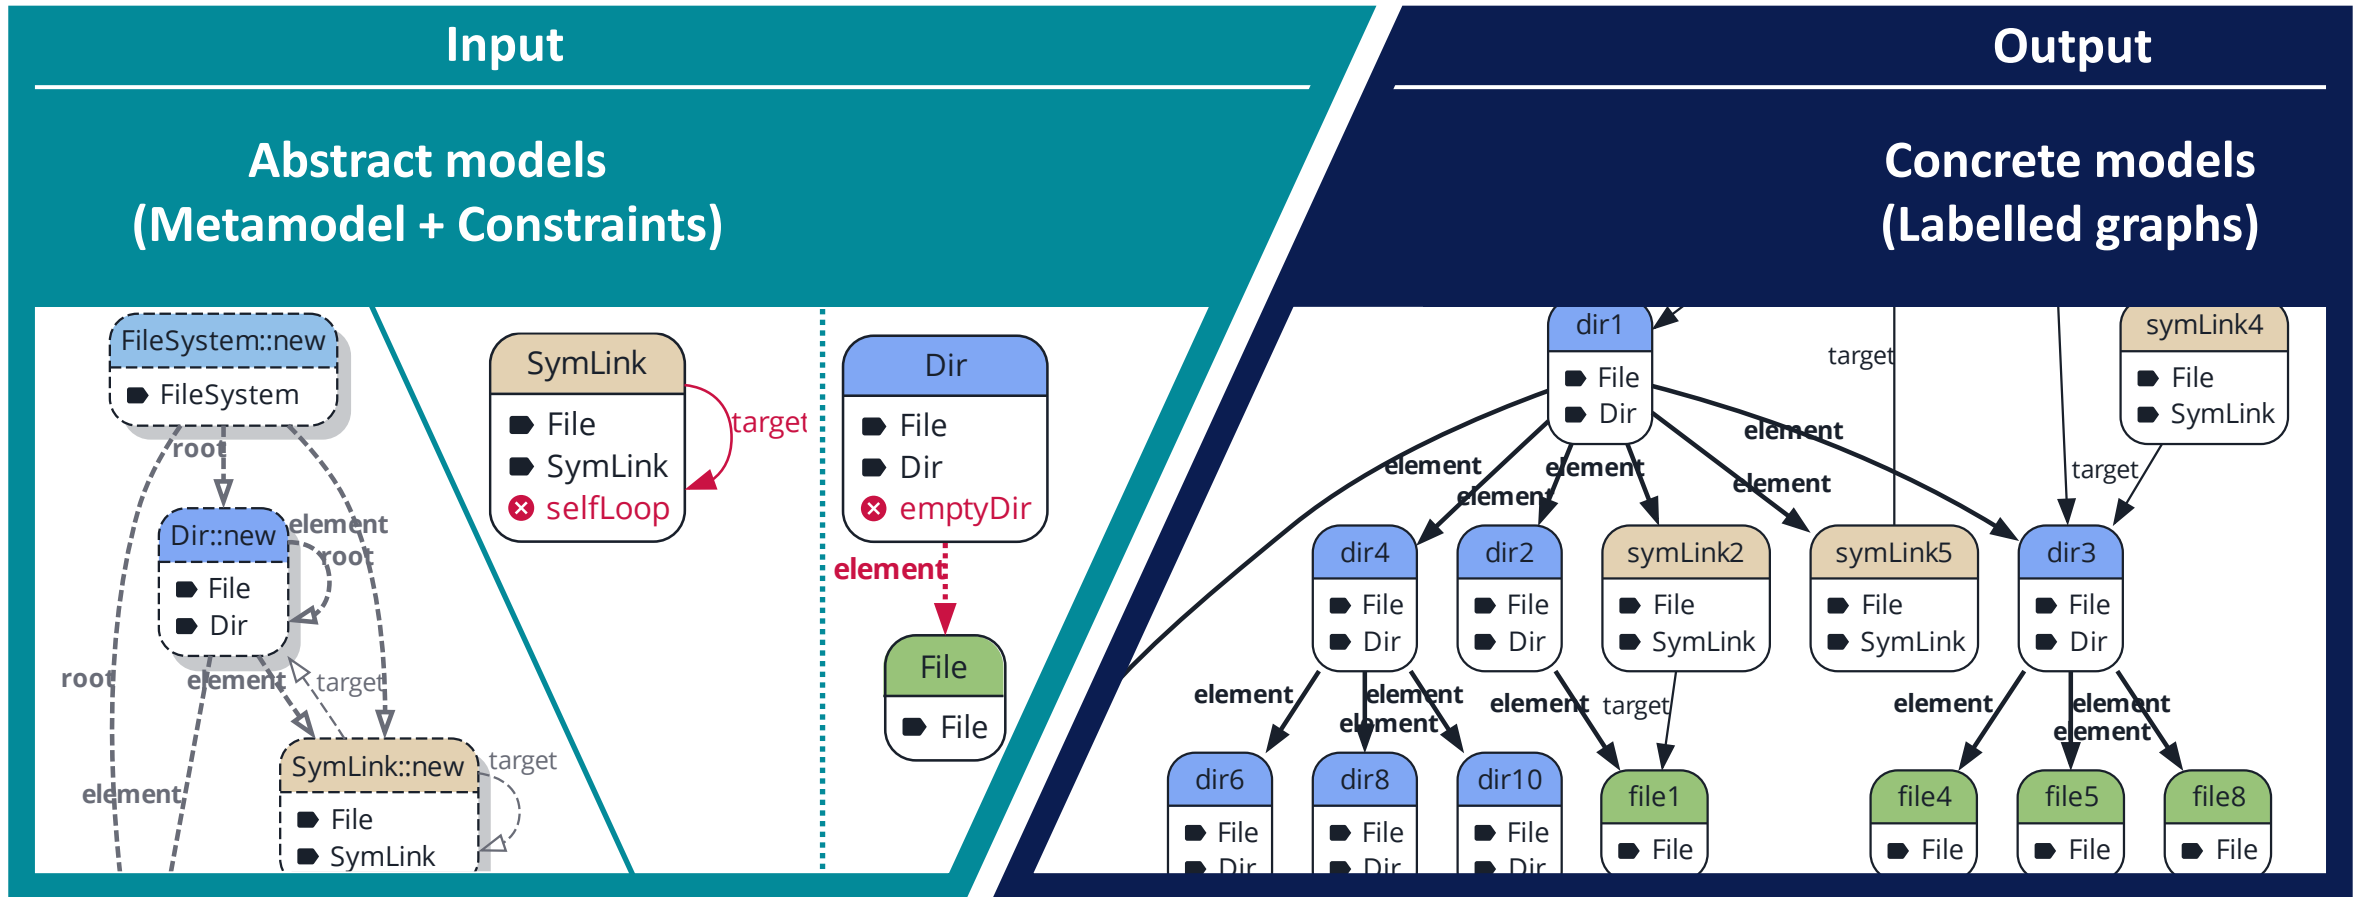 Input
Abstract models
(Metamodel + Constraints)
FileSystem::new
FileSystem
root
Dir::new
File
Dir
element
root
root
element
target
element
SymLink::new
File
SymLink
target
SymLink
File
SymLink
selfLoop
target
Dir
File
Dir
emptyDir
element
File
File
Output
Concrete models
(Labelled graphs)
dir1
File
Dir
target
symLink4
File
SymLink
element
element
element
element
element
target
dir4
File
Dir
dir2
File
Dir
symLink2
File
SymLink
symLink5
File
SymLink
dir3
File
Dir
element
element
element
element
target
element
element
element
dir6
File
Dir
dir8
File
Dir
dir10
File
Dir
file1
File
file4
File
file5
File
file8
File